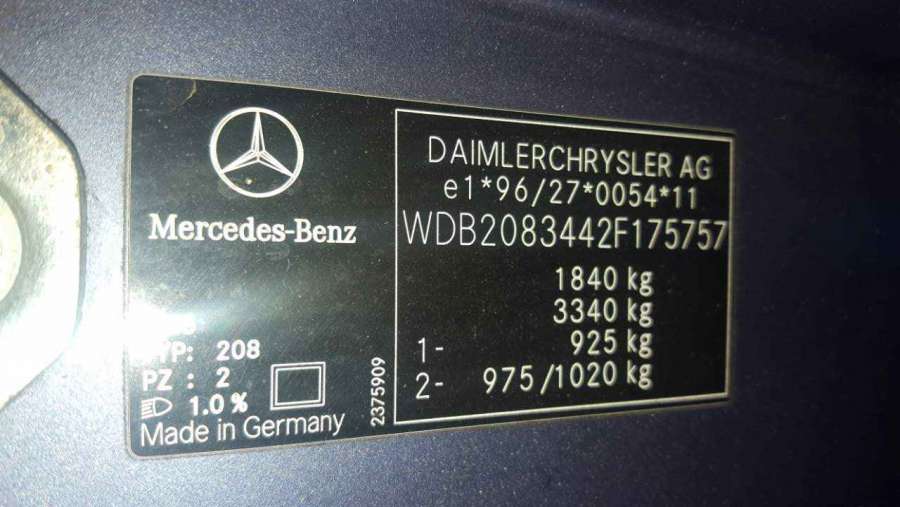 Mercedes-Benz
TYP: 208
PZ : 2
1.0 %
Made in Germany
2375909
DAIMLERCHRYSLER AG
e1*96/27*0054*11
WDB2083442F175757
1840 kg
3340 kg
1- 925 kg
2- 975/1020 kg